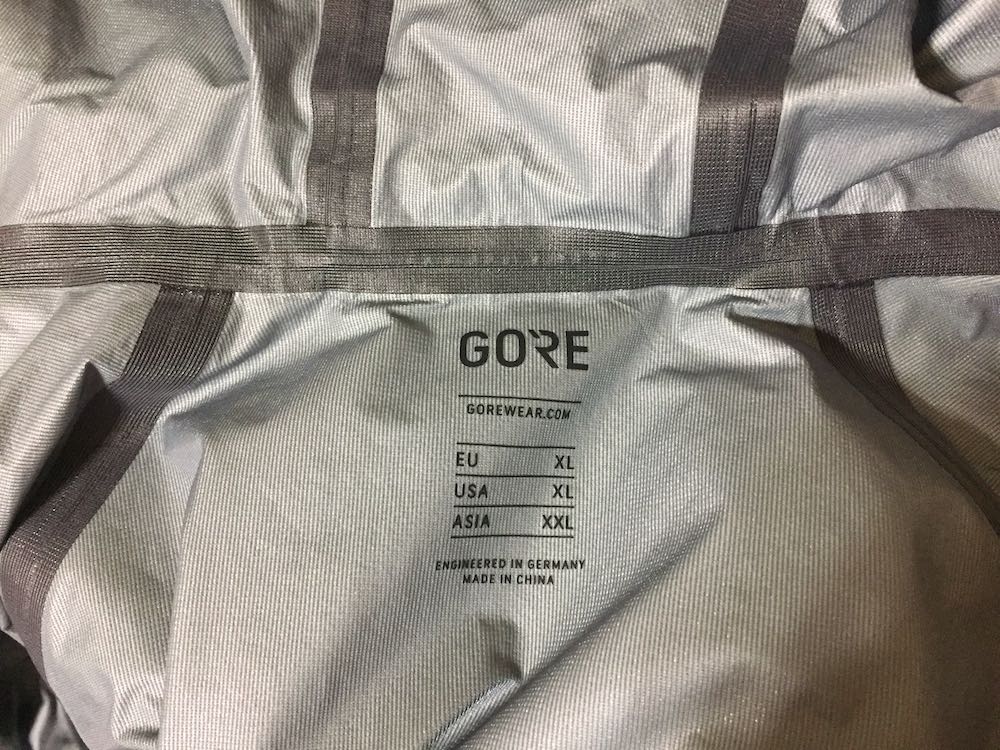 GORE
GOREWEAR.COM
EU XL
USA XL
ASIA XXL
ENGINEERED IN GERMANY
MADE IN CHINA